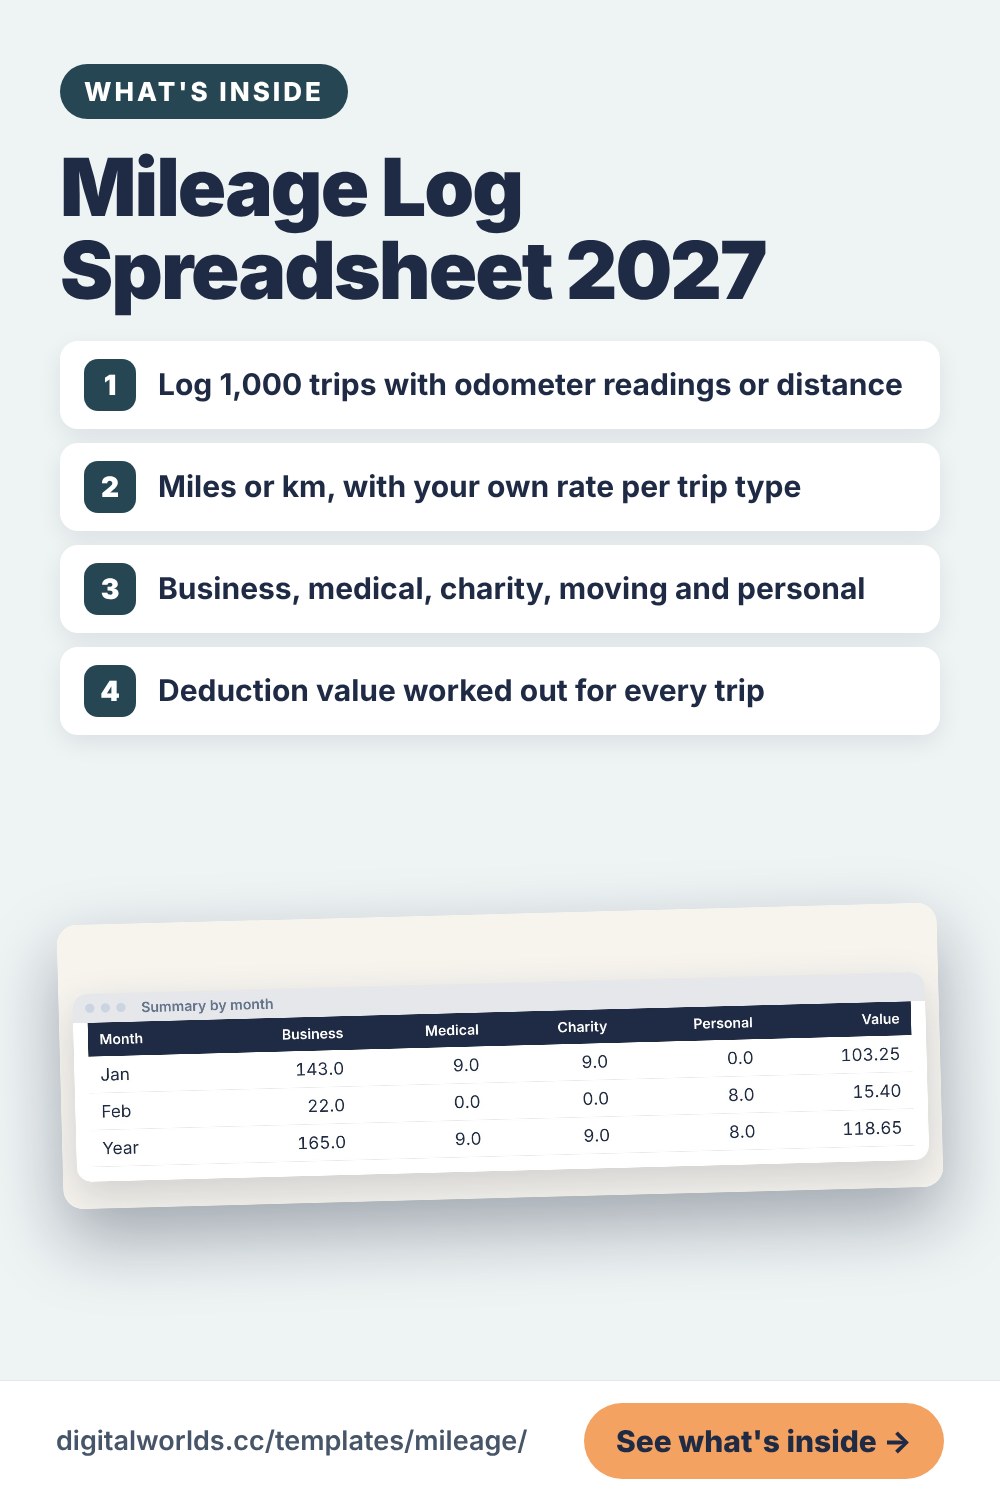 WHAT'S INSIDE
Mileage Log
Spreadsheet 2027
1 Log 1,000 trips with odometer readings or distance
2 Miles or km, with your own rate per trip type
3 Business, medical, charity, moving and personal
4 Deduction value worked out for every trip
Summary by month
Month Business Medical Charity Personal Value
Jan 143.0 9.0 9.0 0.0 103.25
Feb 22.0 0.0 0.0 8.0 15.40
Year 165.0 9.0 9.0 8.0 118.65
digitalworlds.cc/templates/mileage/ See what's inside →